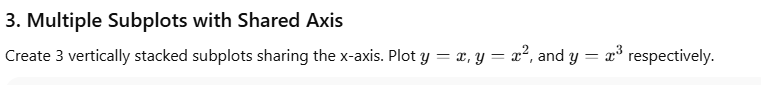 3. Multiple Subplots with Shared Axis
Create 3 vertically stacked subplots sharing the x-axis. Plot y = x, y = x², and y = x³ respectively.